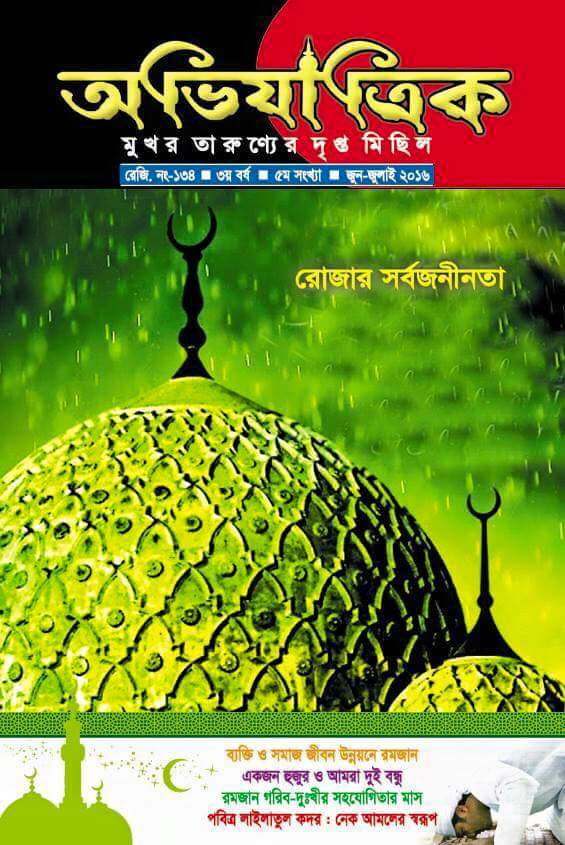 অভিযাত্রিক
মুখর তারুণ্যের দৃপ্ত মিছিল
রেজি. নং-১৩৪ ■ ৩য় বর্ষ ■ ৫ম সংখ্যা ■ জুন-জুলাই ২০১৬
রোজার সর্বজনীনতা
ব্যক্তি ও সমাজ জীবন উন্নয়নে রমজান
একজন হুজুর ও আমরা দুই বন্ধু
রমজান গরিব-দুঃখীর সহযোগিতার মাস
পবিত্র লাইলাতুল কদর : নেক আমলের স্বরূপ